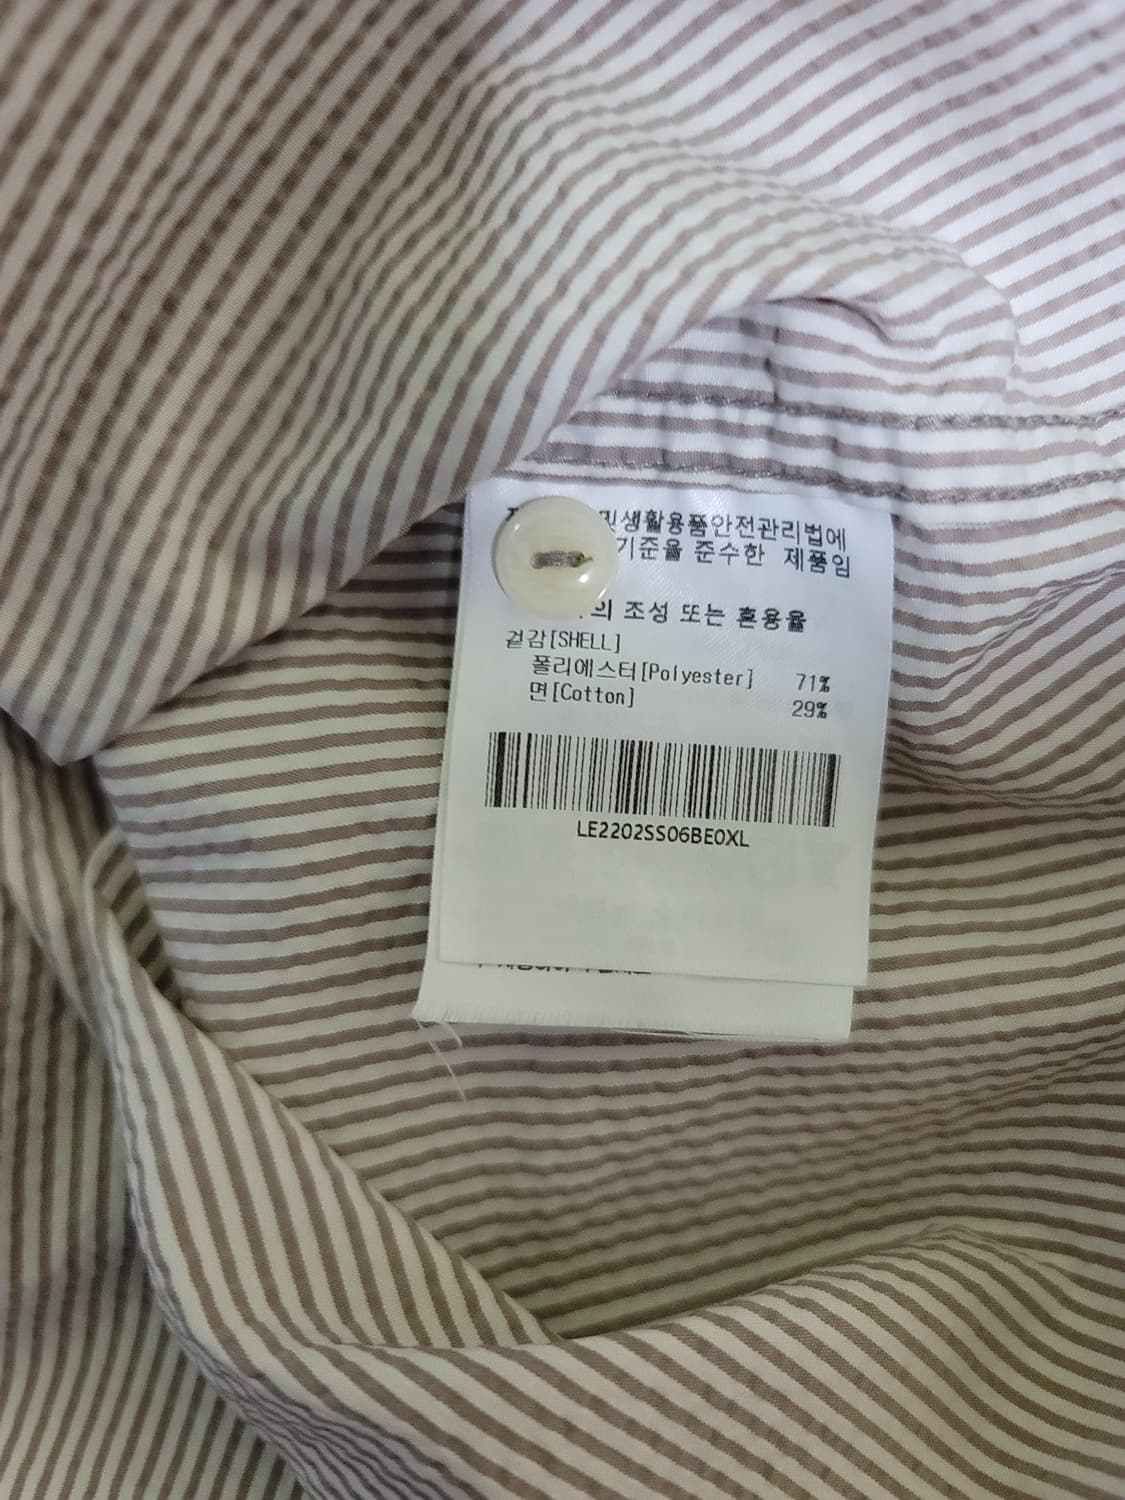 생활용품안전관리법에
기준을 준수한 제품임
의 조성 또는 혼용율
겉감[SHELL]
폴리에스터[Polyester] 71%
면[Cotton] 29%
LE2202SS06BE0XL